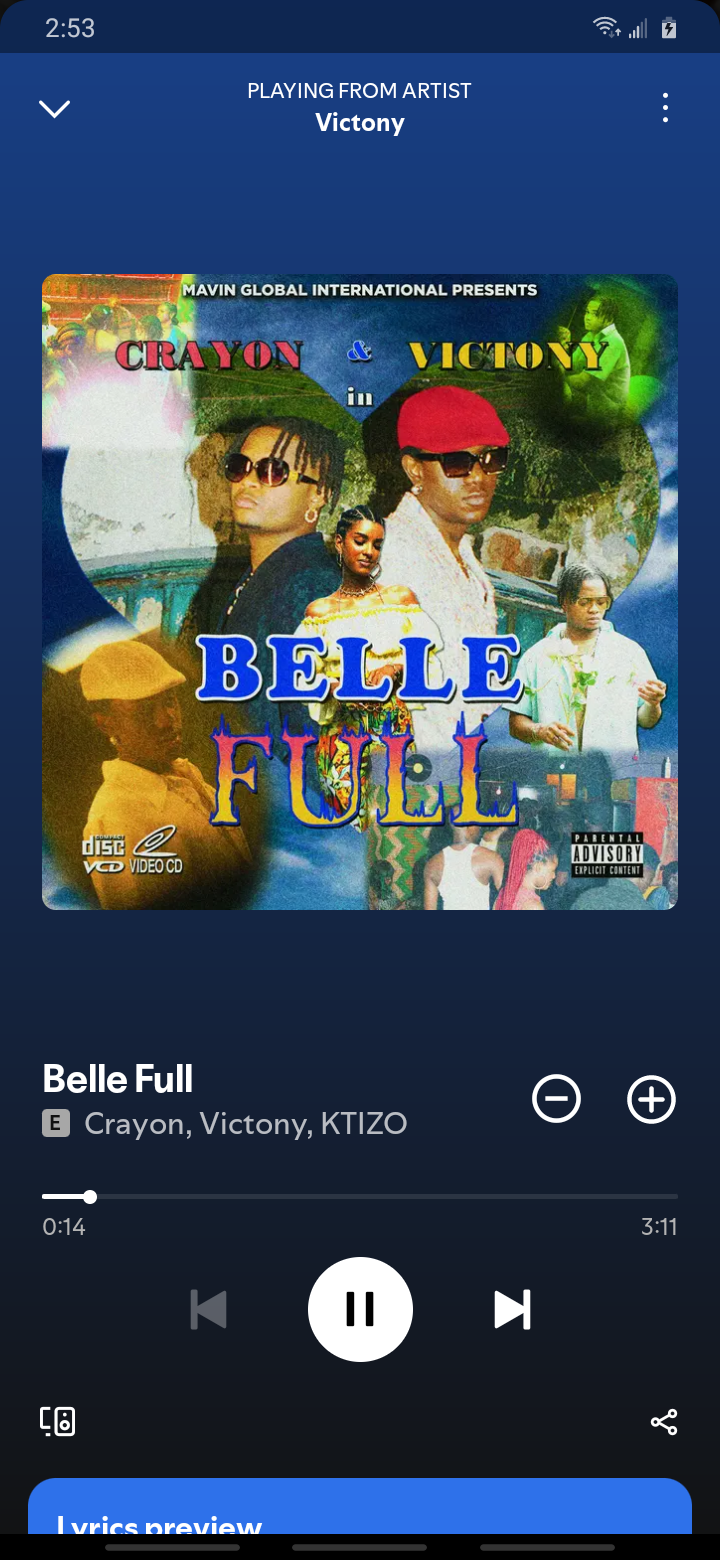 2:53
PLAYING FROM ARTIST
Victony
MAVIN GLOBAL INTERNATIONAL PRESENTS
CRAYON & VICTONY
in
BELLE
FULL
COMPACT
disc
VCD VIDEO CD
PARENTAL
ADVISORY
EXPLICIT CONTENT
Belle Full
E Crayon, Victony, KTIZO
0:14 3:11
Lyrics preview